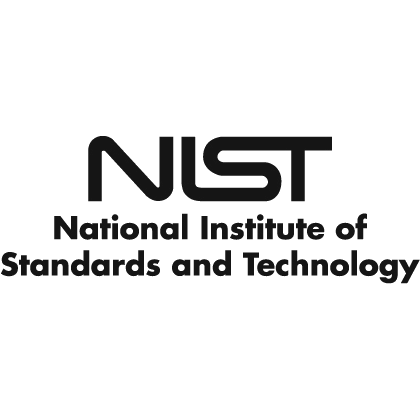 NIST
National Institute of
Standards and Technology